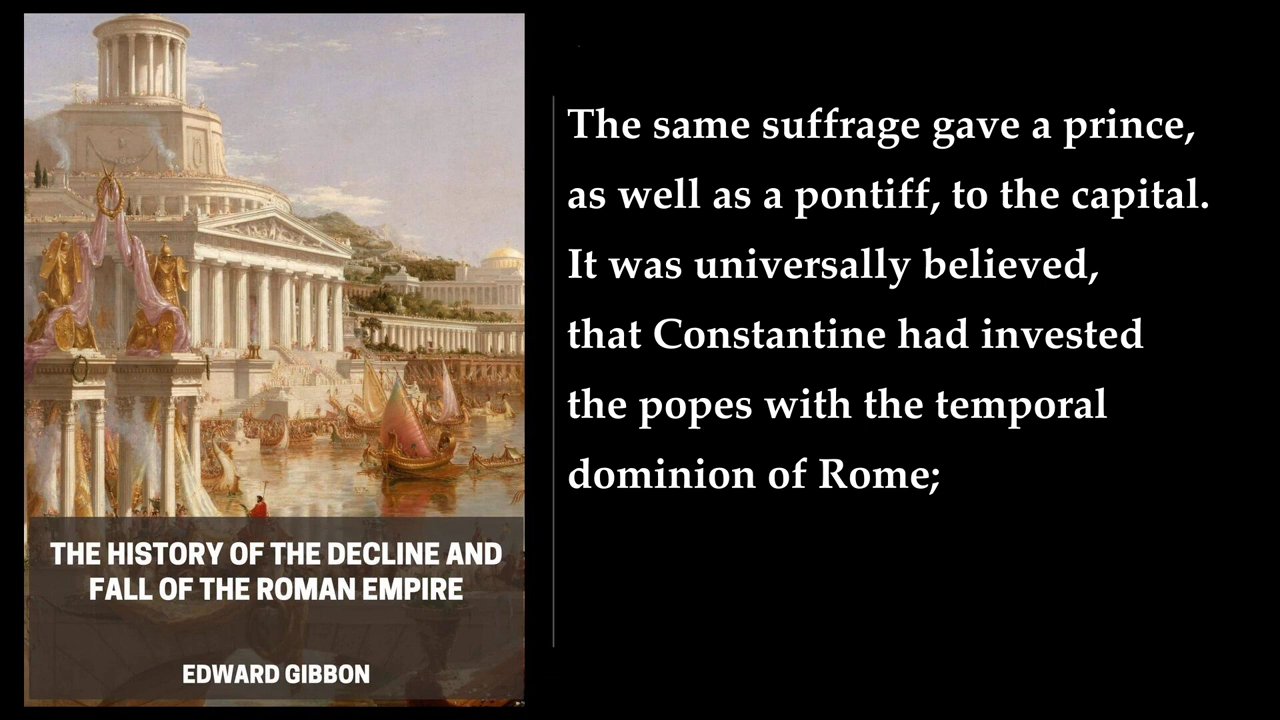 THE HISTORY OF THE DECLINE AND
FALL OF THE ROMAN EMPIRE
EDWARD GIBBON
The same suffrage gave a prince,
as well as a pontiff, to the capital.
It was universally believed,
that Constantine had invested
the popes with the temporal
dominion of Rome;